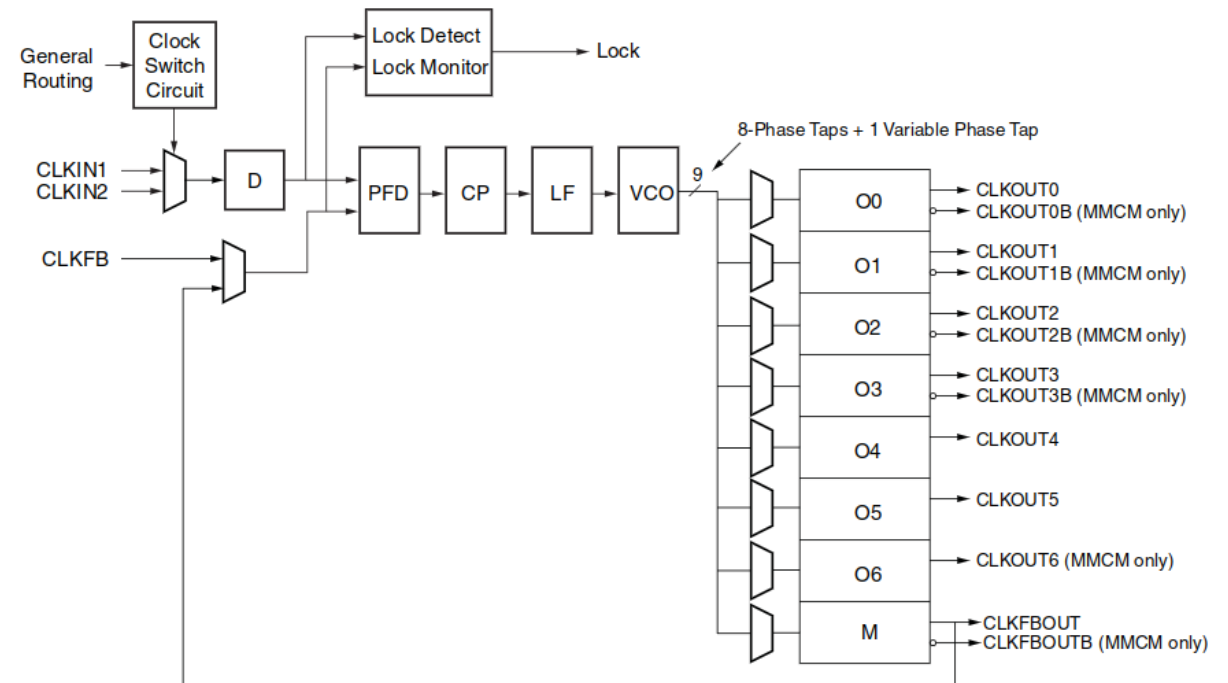 General
Routing
Clock
Switch
Circuit
Lock Detect
Lock Monitor
Lock
8-Phase Taps + 1 Variable Phase Tap
CLKIN1
CLKIN2
D
PFD
CP
LF
VCO
9
CLKFB
O0
CLKOUT0
CLKOUT0B (MMCM only)
O1
CLKOUT1
CLKOUT1B (MMCM only)
O2
CLKOUT2
CLKOUT2B (MMCM only)
O3
CLKOUT3
CLKOUT3B (MMCM only)
O4
CLKOUT4
O5
CLKOUT5
O6
CLKOUT6 (MMCM only)
M
CLKFBOUT
CLKFBOUTB (MMCM only)